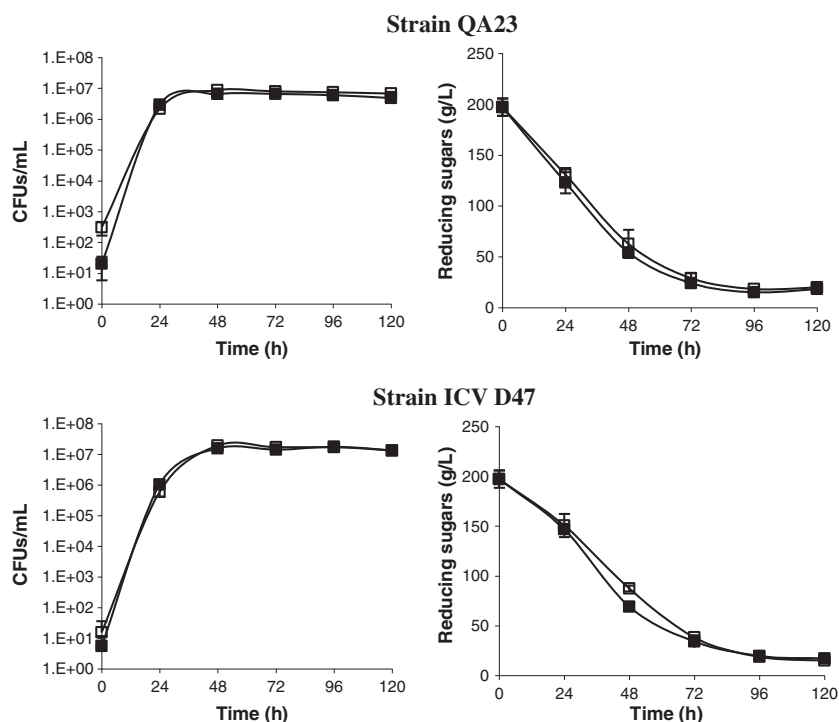 Strain QA23
CFUs/mL
1.E+08
1.E+07
1.E+06
1.E+05
1.E+04
1.E+03
1.E+02
1.E+01
1.E+00
0 24 48 72 96 120
Time (h)
Reducing sugars (g/L)
250
200
150
100
50
0
0 24 48 72 96 120
Time (h)
Strain ICV D47
CFUs/mL
1.E+08
1.E+07
1.E+06
1.E+05
1.E+04
1.E+03
1.E+02
1.E+01
1.E+00
0 24 48 72 96 120
Time (h)
Reducing sugars (g/L)
250
200
150
100
50
0
0 24 48 72 96 120
Time (h)